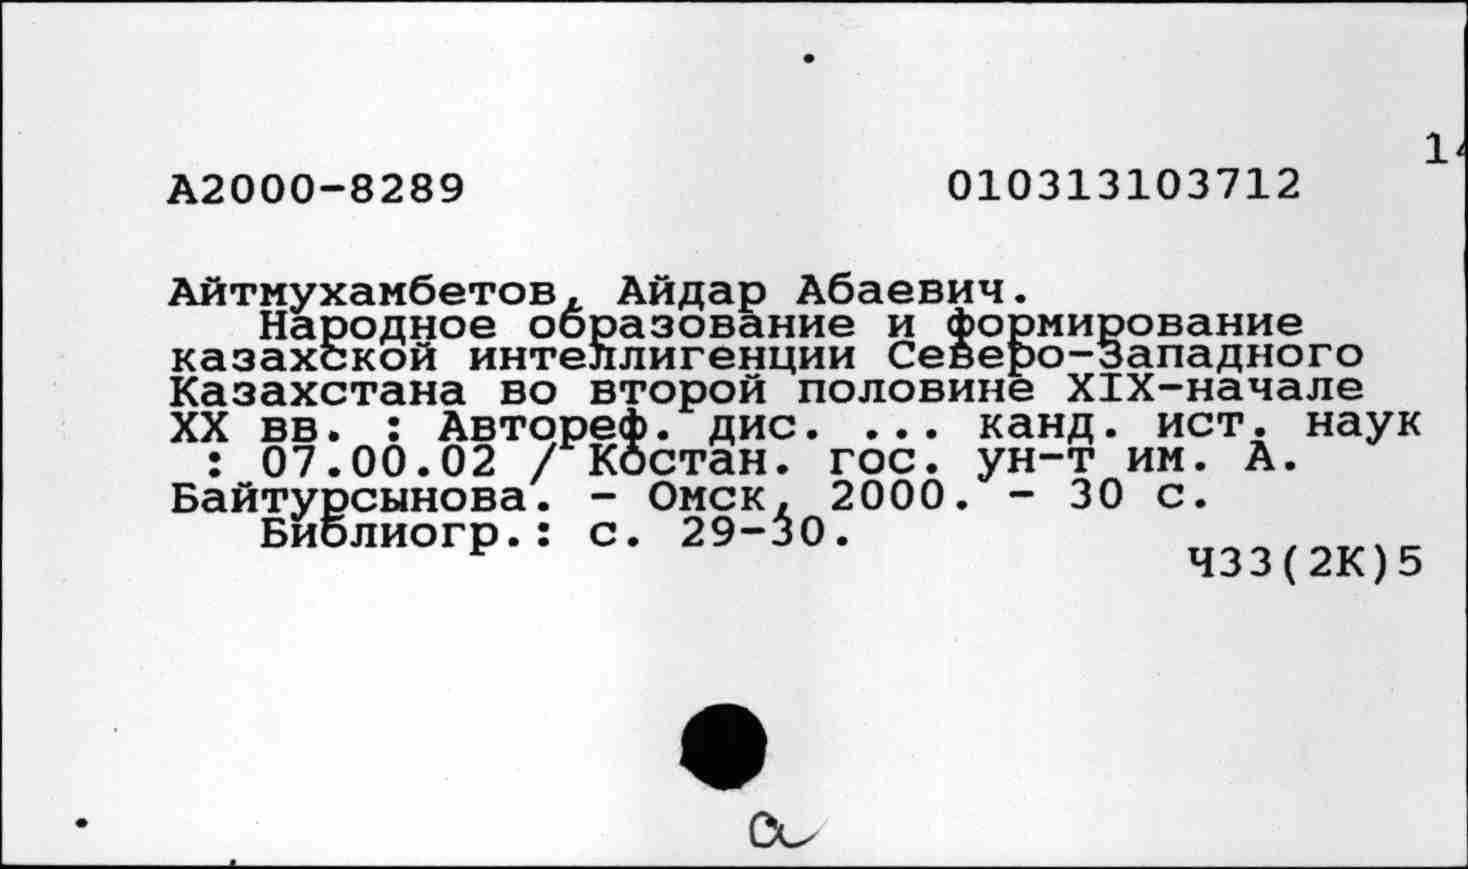 А2000-8289 010313103712
Айтмухамбетов, Айдар Абаевич.
Народное образование и формирование
казахской интеллигенции Северо-Западного
Казахстана во второй половине XIX-начале
XX вв. : Автореф. дис. ... канд. ист. наук
: 07.00.02 / Костан. гос. ун-т им. А.
Байтурсынова. - Омск, 2000. - 30 с.
Библиогр.: с. 29-30.
Ч33(2К)5